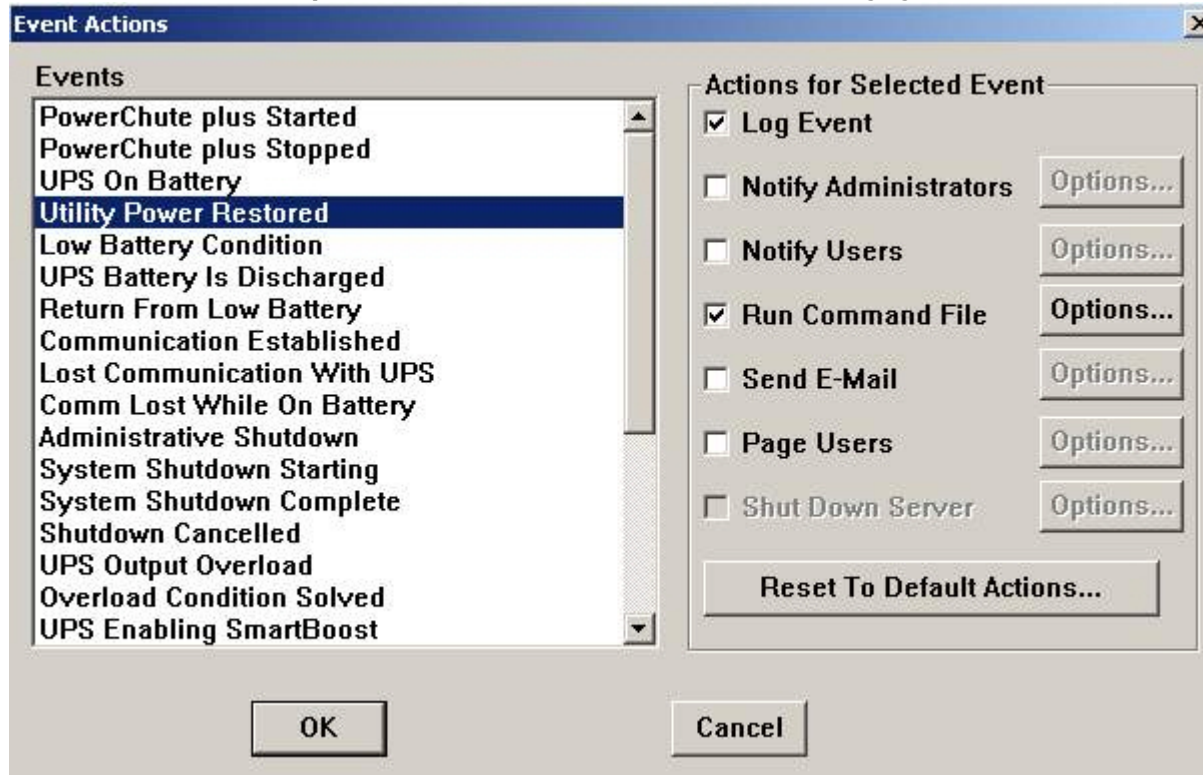 Event Actions
Events
PowerChute plus Started
PowerChute plus Stopped
UPS On Battery
Utility Power Restored
Low Battery Condition
UPS Battery Is Discharged
Return From Low Battery
Communication Established
Lost Communication With UPS
Comm Lost While On Battery
Administrative Shutdown
System Shutdown Starting
System Shutdown Complete
Shutdown Cancelled
UPS Output Overload
Overload Condition Solved
UPS Enabling SmartBoost
Actions for Selected Event
Log Event
Notify Administrators Options...
Notify Users Options...
Run Command File Options...
Send E-Mail Options...
Page Users Options...
Shut Down Server Options...
Reset To Default Actions...
OK
Cancel